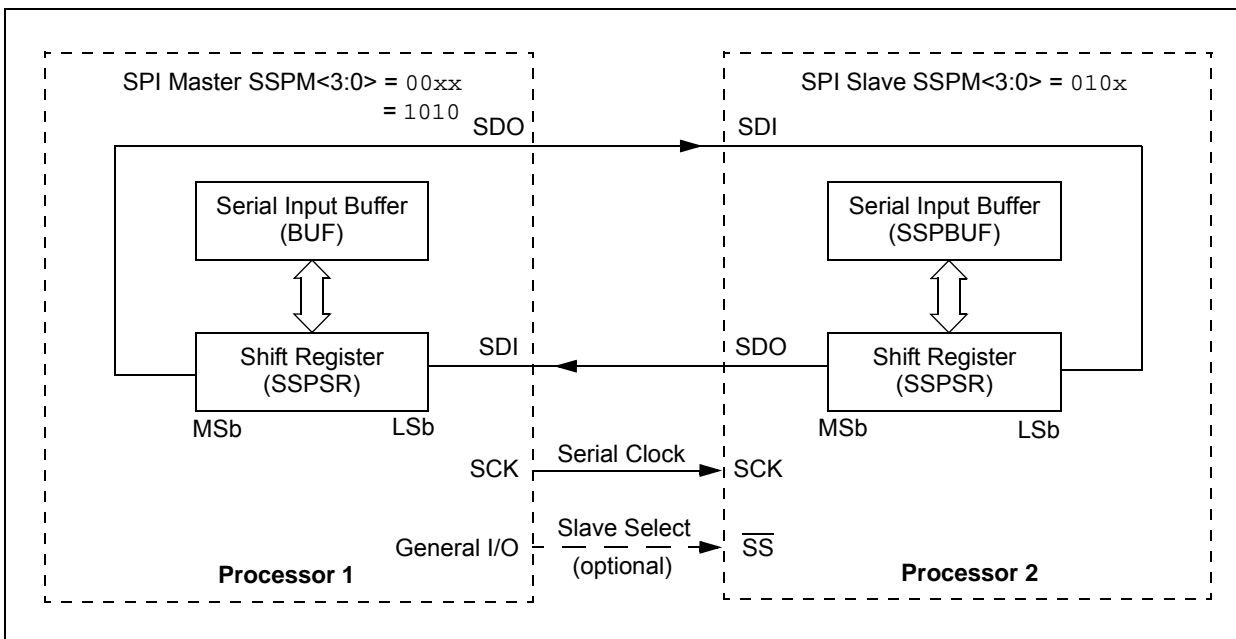 SPI Master SSPM<3:0> = 00xx
= 1010
SDO
Serial Input Buffer
(BUF)
SDI
Shift Register
(SSPSR)
MSb
LSb
SCK
General I/O
Processor 1
Serial Clock
Slave Select
(optional)
SPI Slave SSPM<3:0> = 010x
SDI
Serial Input Buffer
(SSPBUF)
SDO
Shift Register
(SSPSR)
MSb
LSb
SCK
S̅S̅
Processor 2